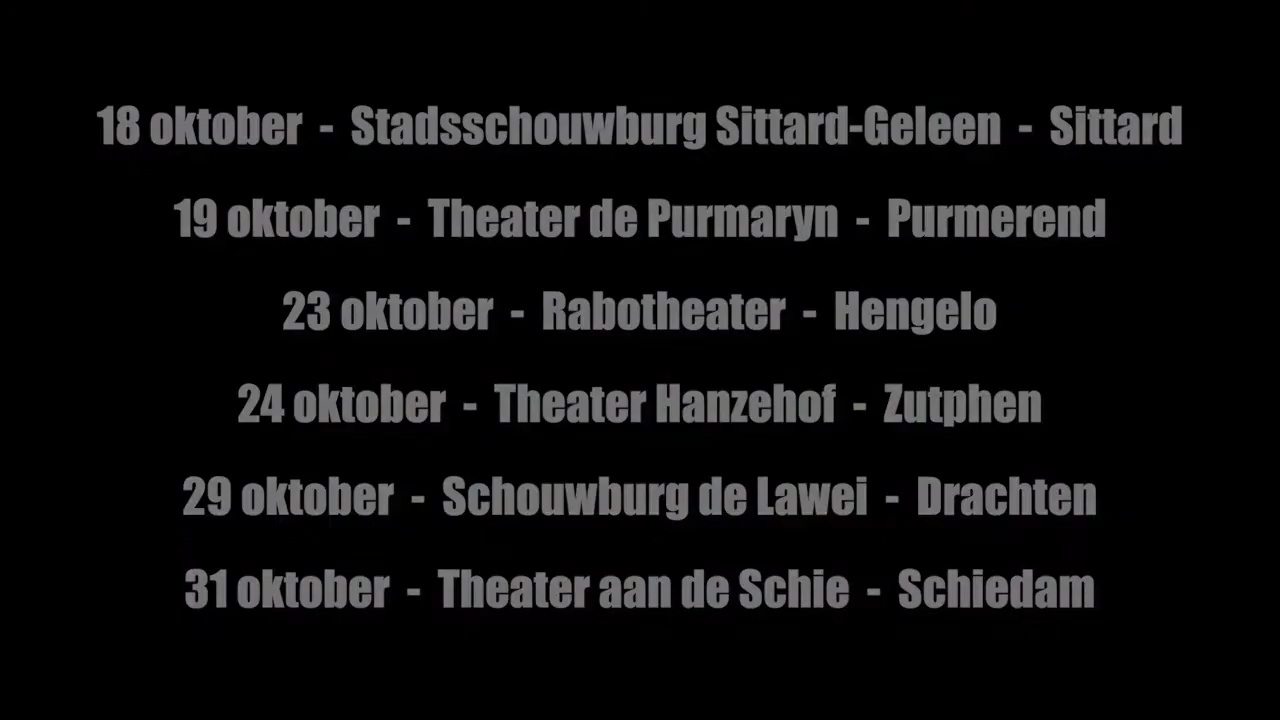 18 oktober - Stadsschouwburg Sittard-Geleen - Sittard
19 oktober - Theater de Purmaryn - Purmerend
23 oktober - Rabotheater - Hengelo
24 oktober - Theater Hanzehof - Zutphen
29 oktober - Schouwburg de Lawei - Drachten
31 oktober - Theater aan de Schie - Schiedam